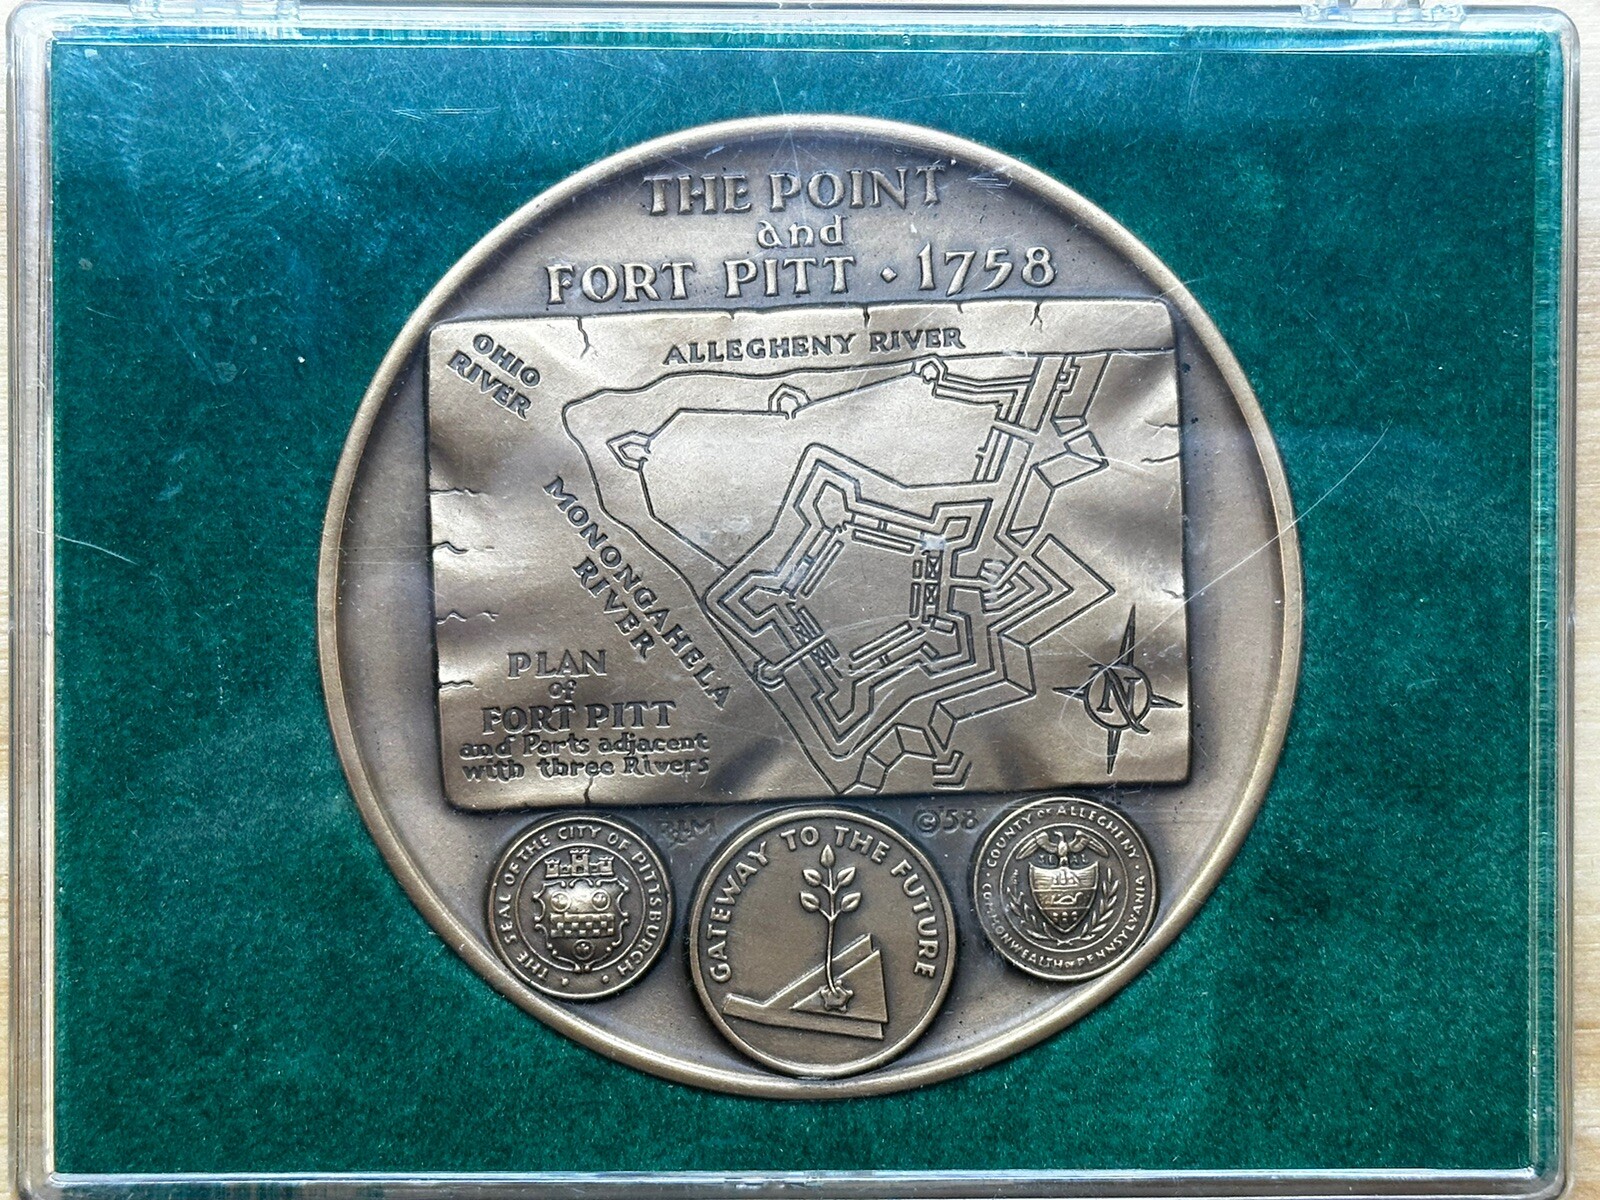 THE POINT
and
FORT PITT · 1758
OHIO
RIVER
ALLEGHENY RIVER
MONONGAHELA
RIVER
PLAN
of
FORT PITT
and Parts adjacent
with three Rivers
N
RJM
©58
THE SEAL OF THE CITY OF PITTSBURGH
GATEWAY TO THE FUTURE
COUNTY OF ALLEGHENY
SEAL
COMMONWEALTH OF PENNSYLVANIA